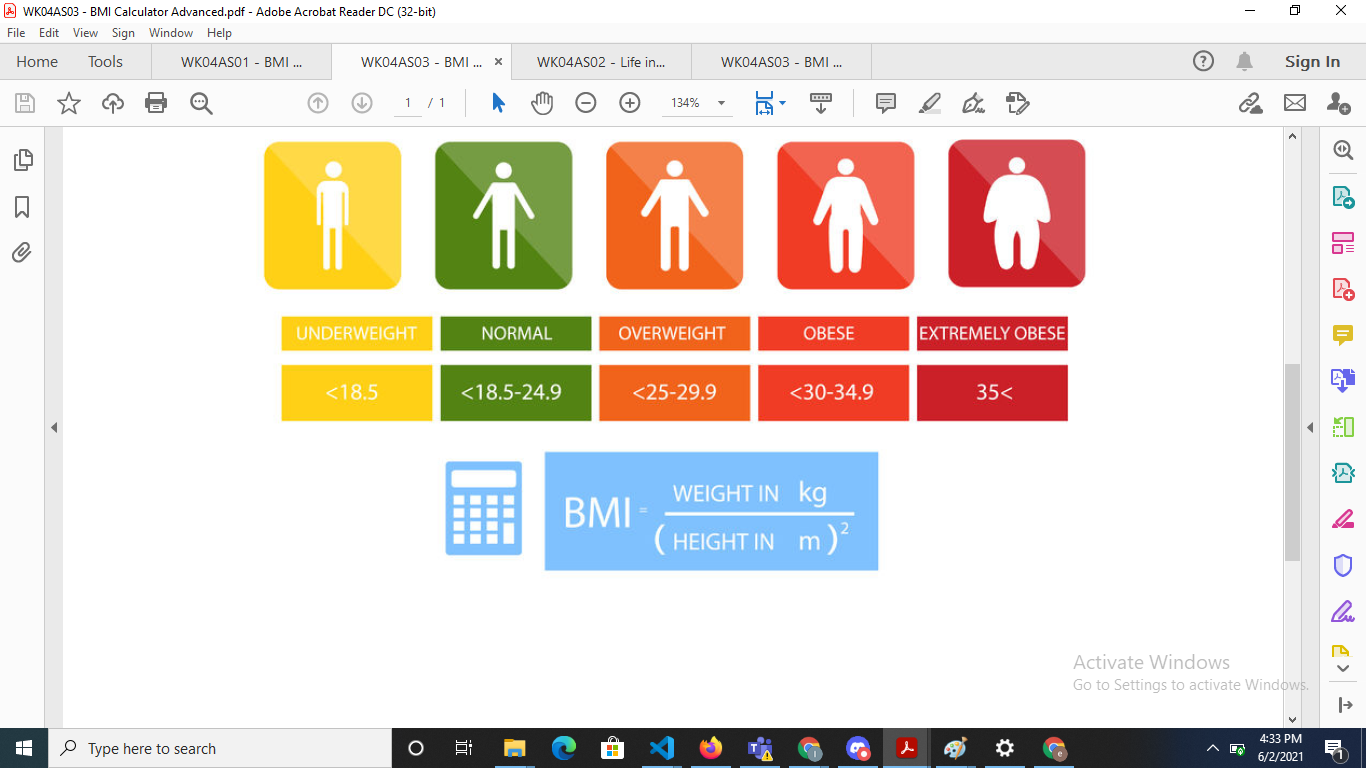 WK04AS03 - BMI Calculator Advanced.pdf - Adobe Acrobat Reader DC (32-bit)
File Edit View Sign Window Help
Home Tools WK04AS01 - BMI ... WK04AS03 - BMI ... × WK04AS02 - Life in... WK04AS03 - BMI ... Sign In
1 / 1 134%
UNDERWEIGHT NORMAL OVERWEIGHT OBESE EXTREMELY OBESE
<18.5 <18.5-24.9 <25-29.9 <30-34.9 35<
BMI = WEIGHT IN kg
( HEIGHT IN m )²
Activate Windows
Go to Settings to activate Windows.
Type here to search
4:33 PM
6/2/2021
1